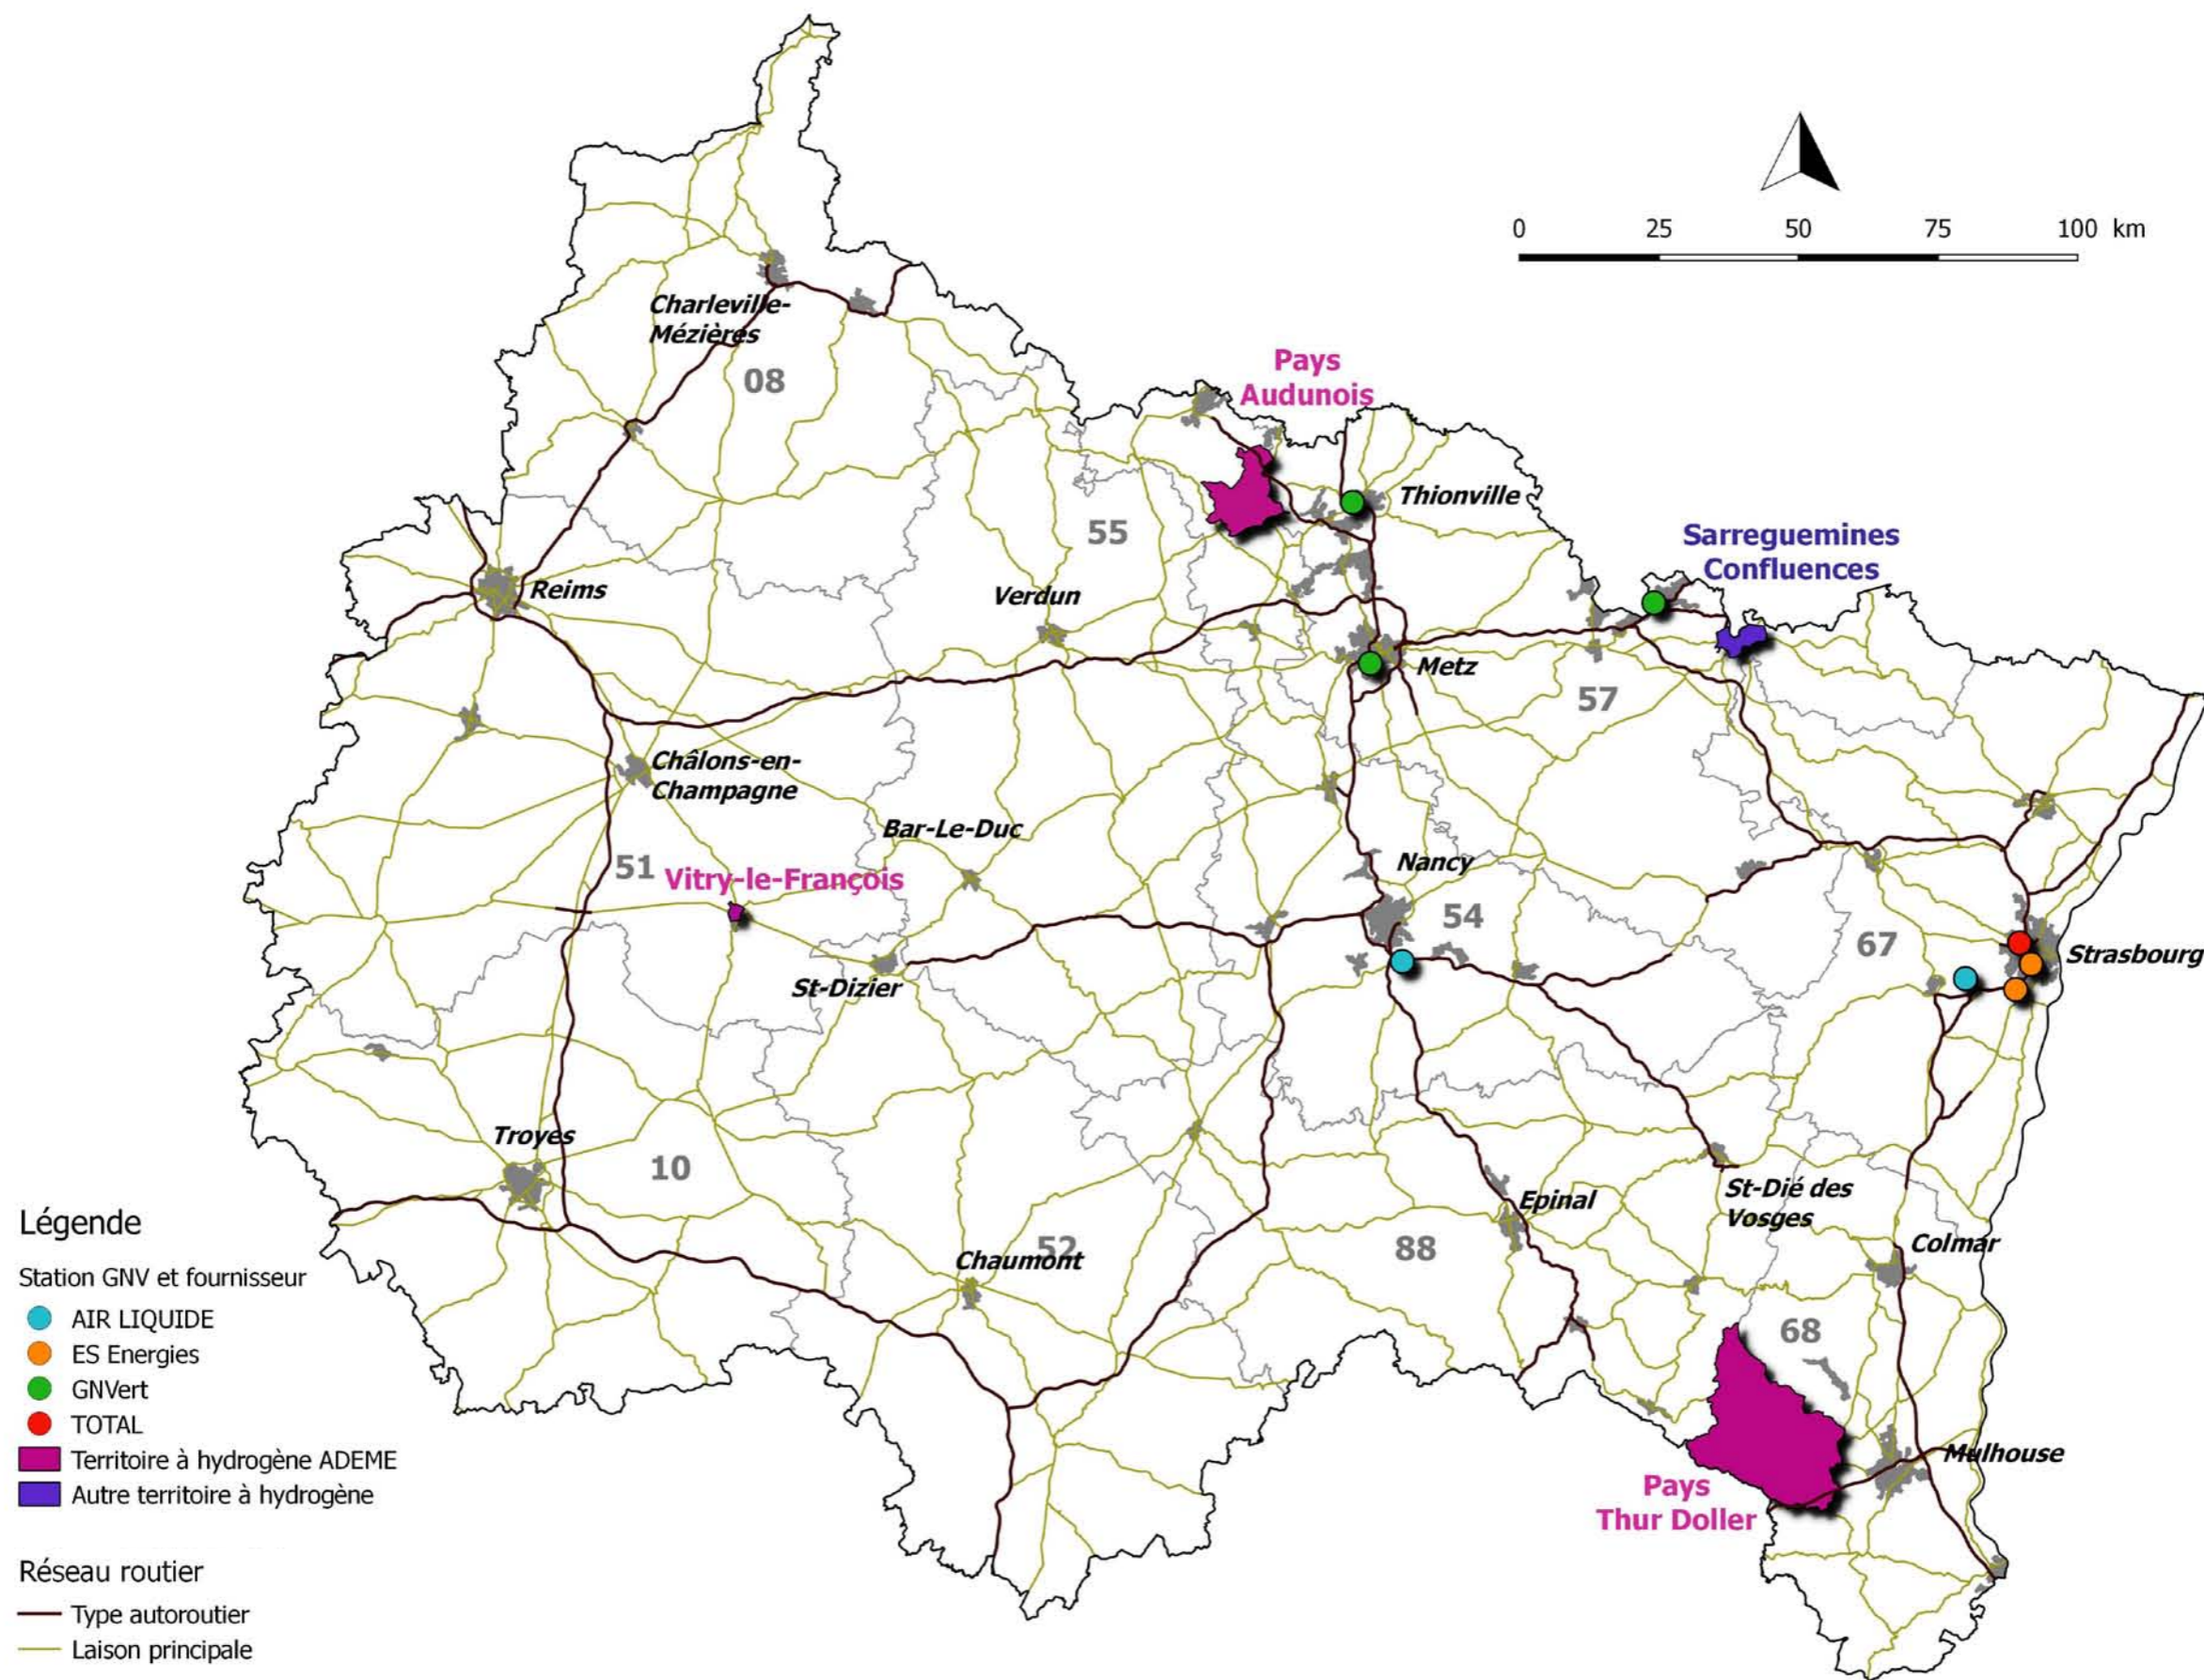 0 25 50 75 100 km
Charleville-
Mézières
08
Pays
Audunois
Thionville
55
Sarreguemines
Confluences
Reims
Verdun
Metz
57
Châlons-en-
Champagne
Bar-Le-Duc
51
Vitry-le-François
Nancy
54
67
Strasbourg
St-Dizier
Troyes
10
St-Dié des
Vosges
Epinal
52
Chaumont
88
Colmar
68
Mulhouse
Pays
Thur Doller
Légende
Station GNV et fournisseur
AIR LIQUIDE
ES Energies
GNVert
TOTAL
Territoire à hydrogène ADEME
Autre territoire à hydrogène
Réseau routier
Type autoroutier
Laison principale